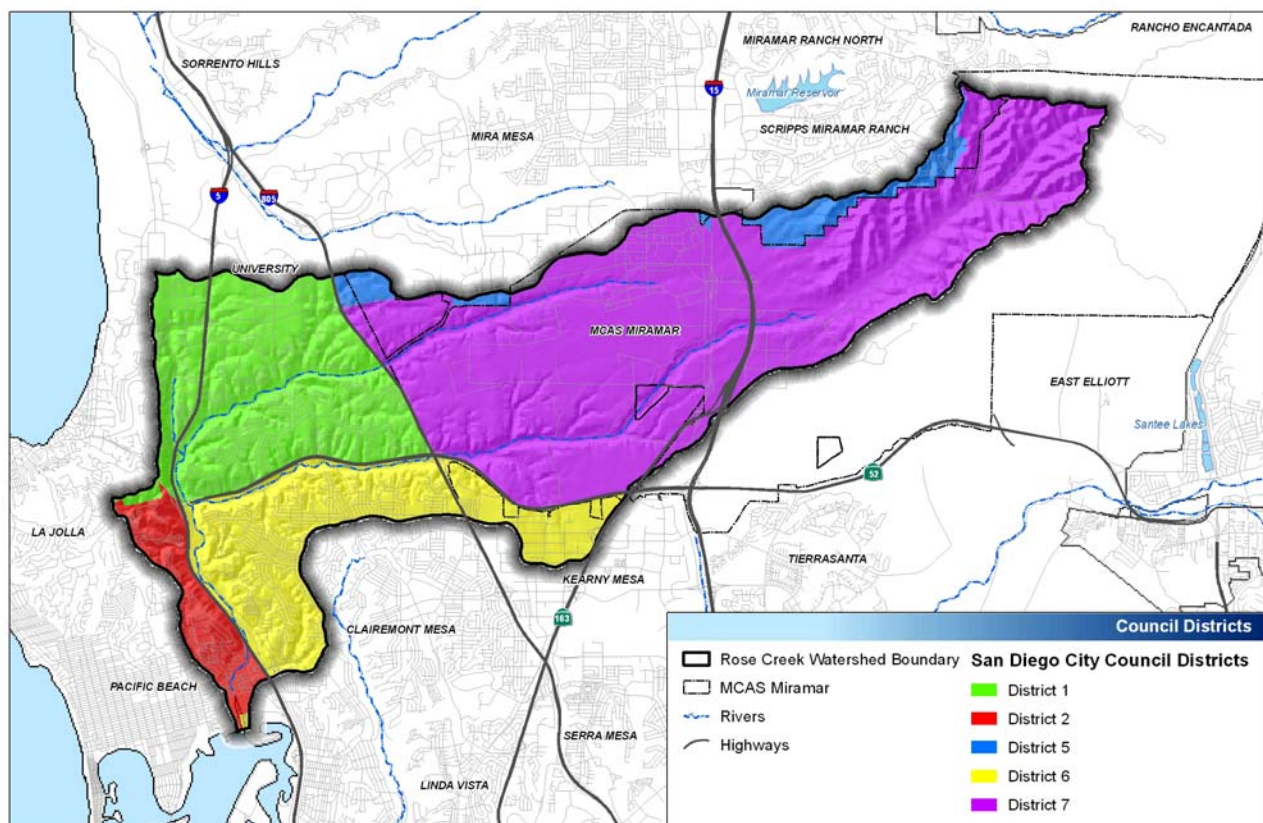 RANCHO ENCANTADA
MIRAMAR RANCH NORTH
SORRENTO HILLS
15
Miramar Reservoir
SCRIPPS MIRAMAR RANCH
MIRA MESA
5
805
UNIVERSITY
MCAS MIRAMAR
EAST ELLIOTT
Santee Lakes
52
LA JOLLA
TIERRASANTA
KEARNY MESA
163
CLAIREMONT MESA
PACIFIC BEACH
SERRA MESA
LINDA VISTA
Council Districts
Rose Creek Watershed Boundary
MCAS Miramar
Rivers
Highways
San Diego City Council Districts
District 1
District 2
District 5
District 6
District 7